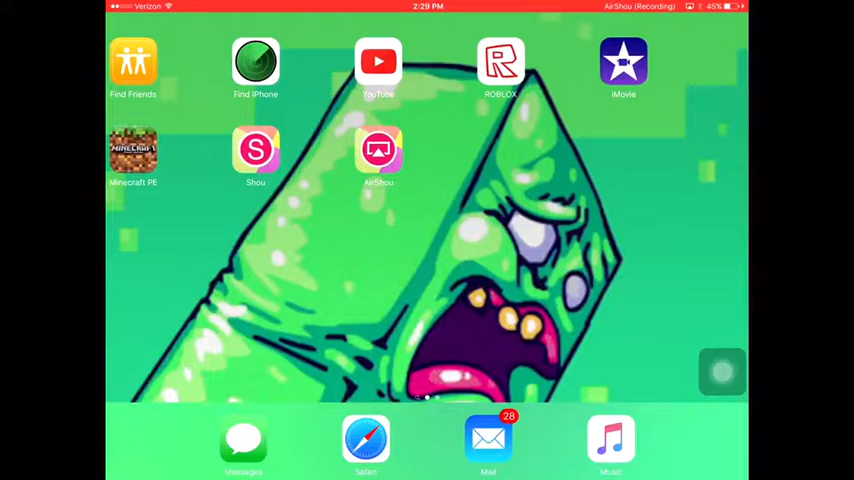 Verizon 2:29 PM AirShou (Recording) 45%
Find Friends Find iPhone YouTube ROBLOX iMovie
MINECRAFT
S
Minecraft PE Shou AirShou
28
Messages Safari Mail Music